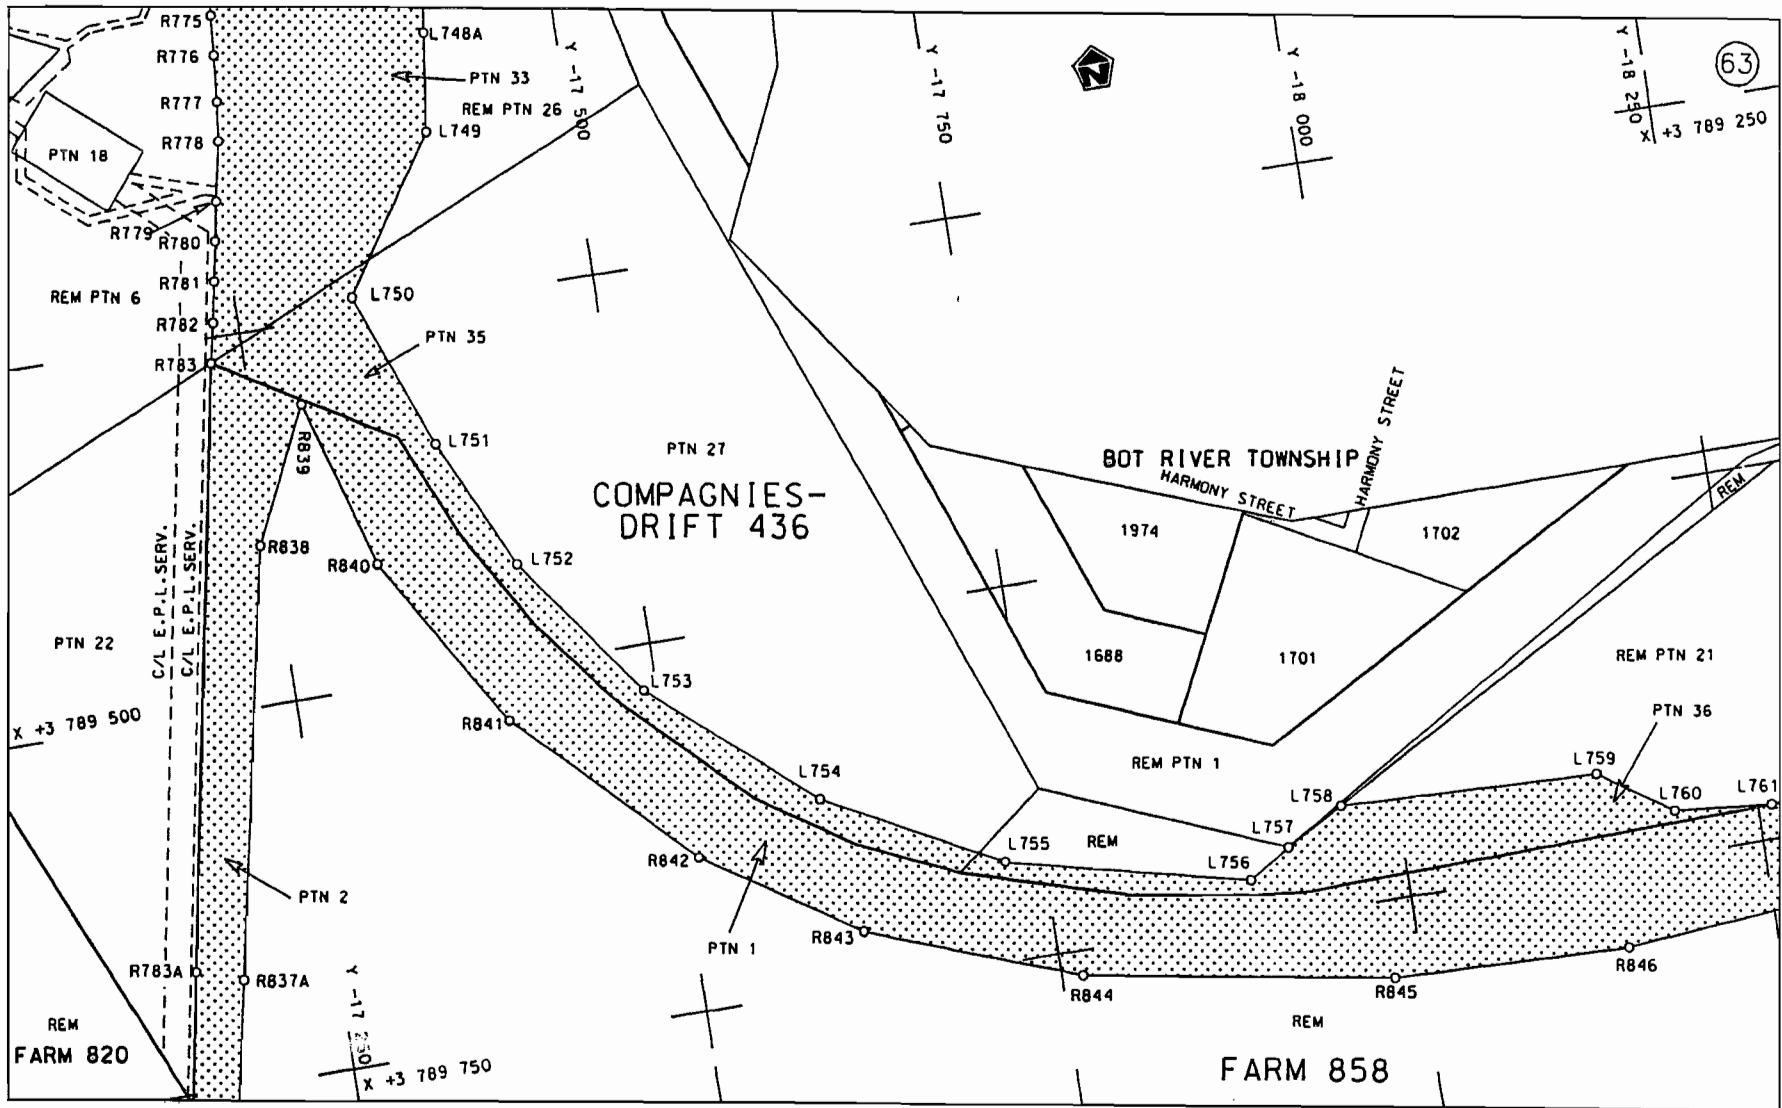 R775
L748A
Y -17 500
Y -17 750
Y -18 000
Y -18 250
63
R776
PTN 33
N
R777
REM PTN 26
X +3 789 250
L749
R778
PTN 18
R779
R780
R781
REM PTN 6
L750
R782
PTN 35
R783
HARMONY STREET
L751
PTN 27
BOT RIVER TOWNSHIP
R839
HARMONY STREET
REM
COMPAGNIES-
DRIFT 436
1974
1702
R838
R840
L752
C/L E.P.L.SERV.
C/L E.P.L.SERV.
PTN 22
1688
1701
REM PTN 21
L753
X +3 789 500
R841
PTN 36
L754
REM PTN 1
L759
L758
L760
L761
L757
REM
L755
L756
R842
PTN 2
PTN 1
R843
R846
R783A
R837A
Y -17 250
R844
R845
REM
FARM 820
REM
X +3 789 750
FARM 858